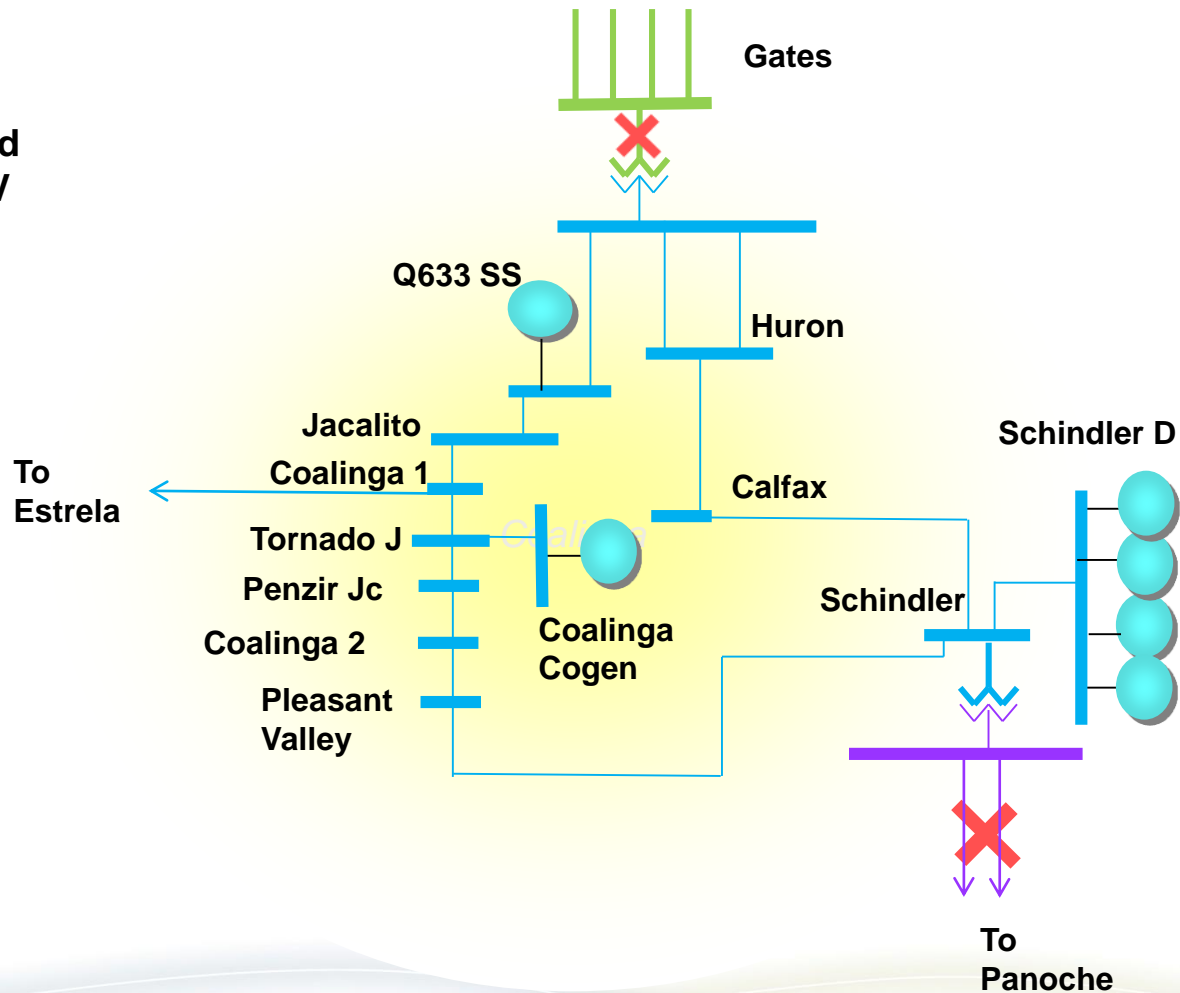 Gates
d
V
Q633 SS
Huron
Jacalito
Schindler D
To
Estrela
Coalinga 1
Calfax
Tornado J
Coalinga
Penzir Jc
Schindler
Coalinga 2
Coalinga
Cogen
Pleasant
Valley
To
Panoche